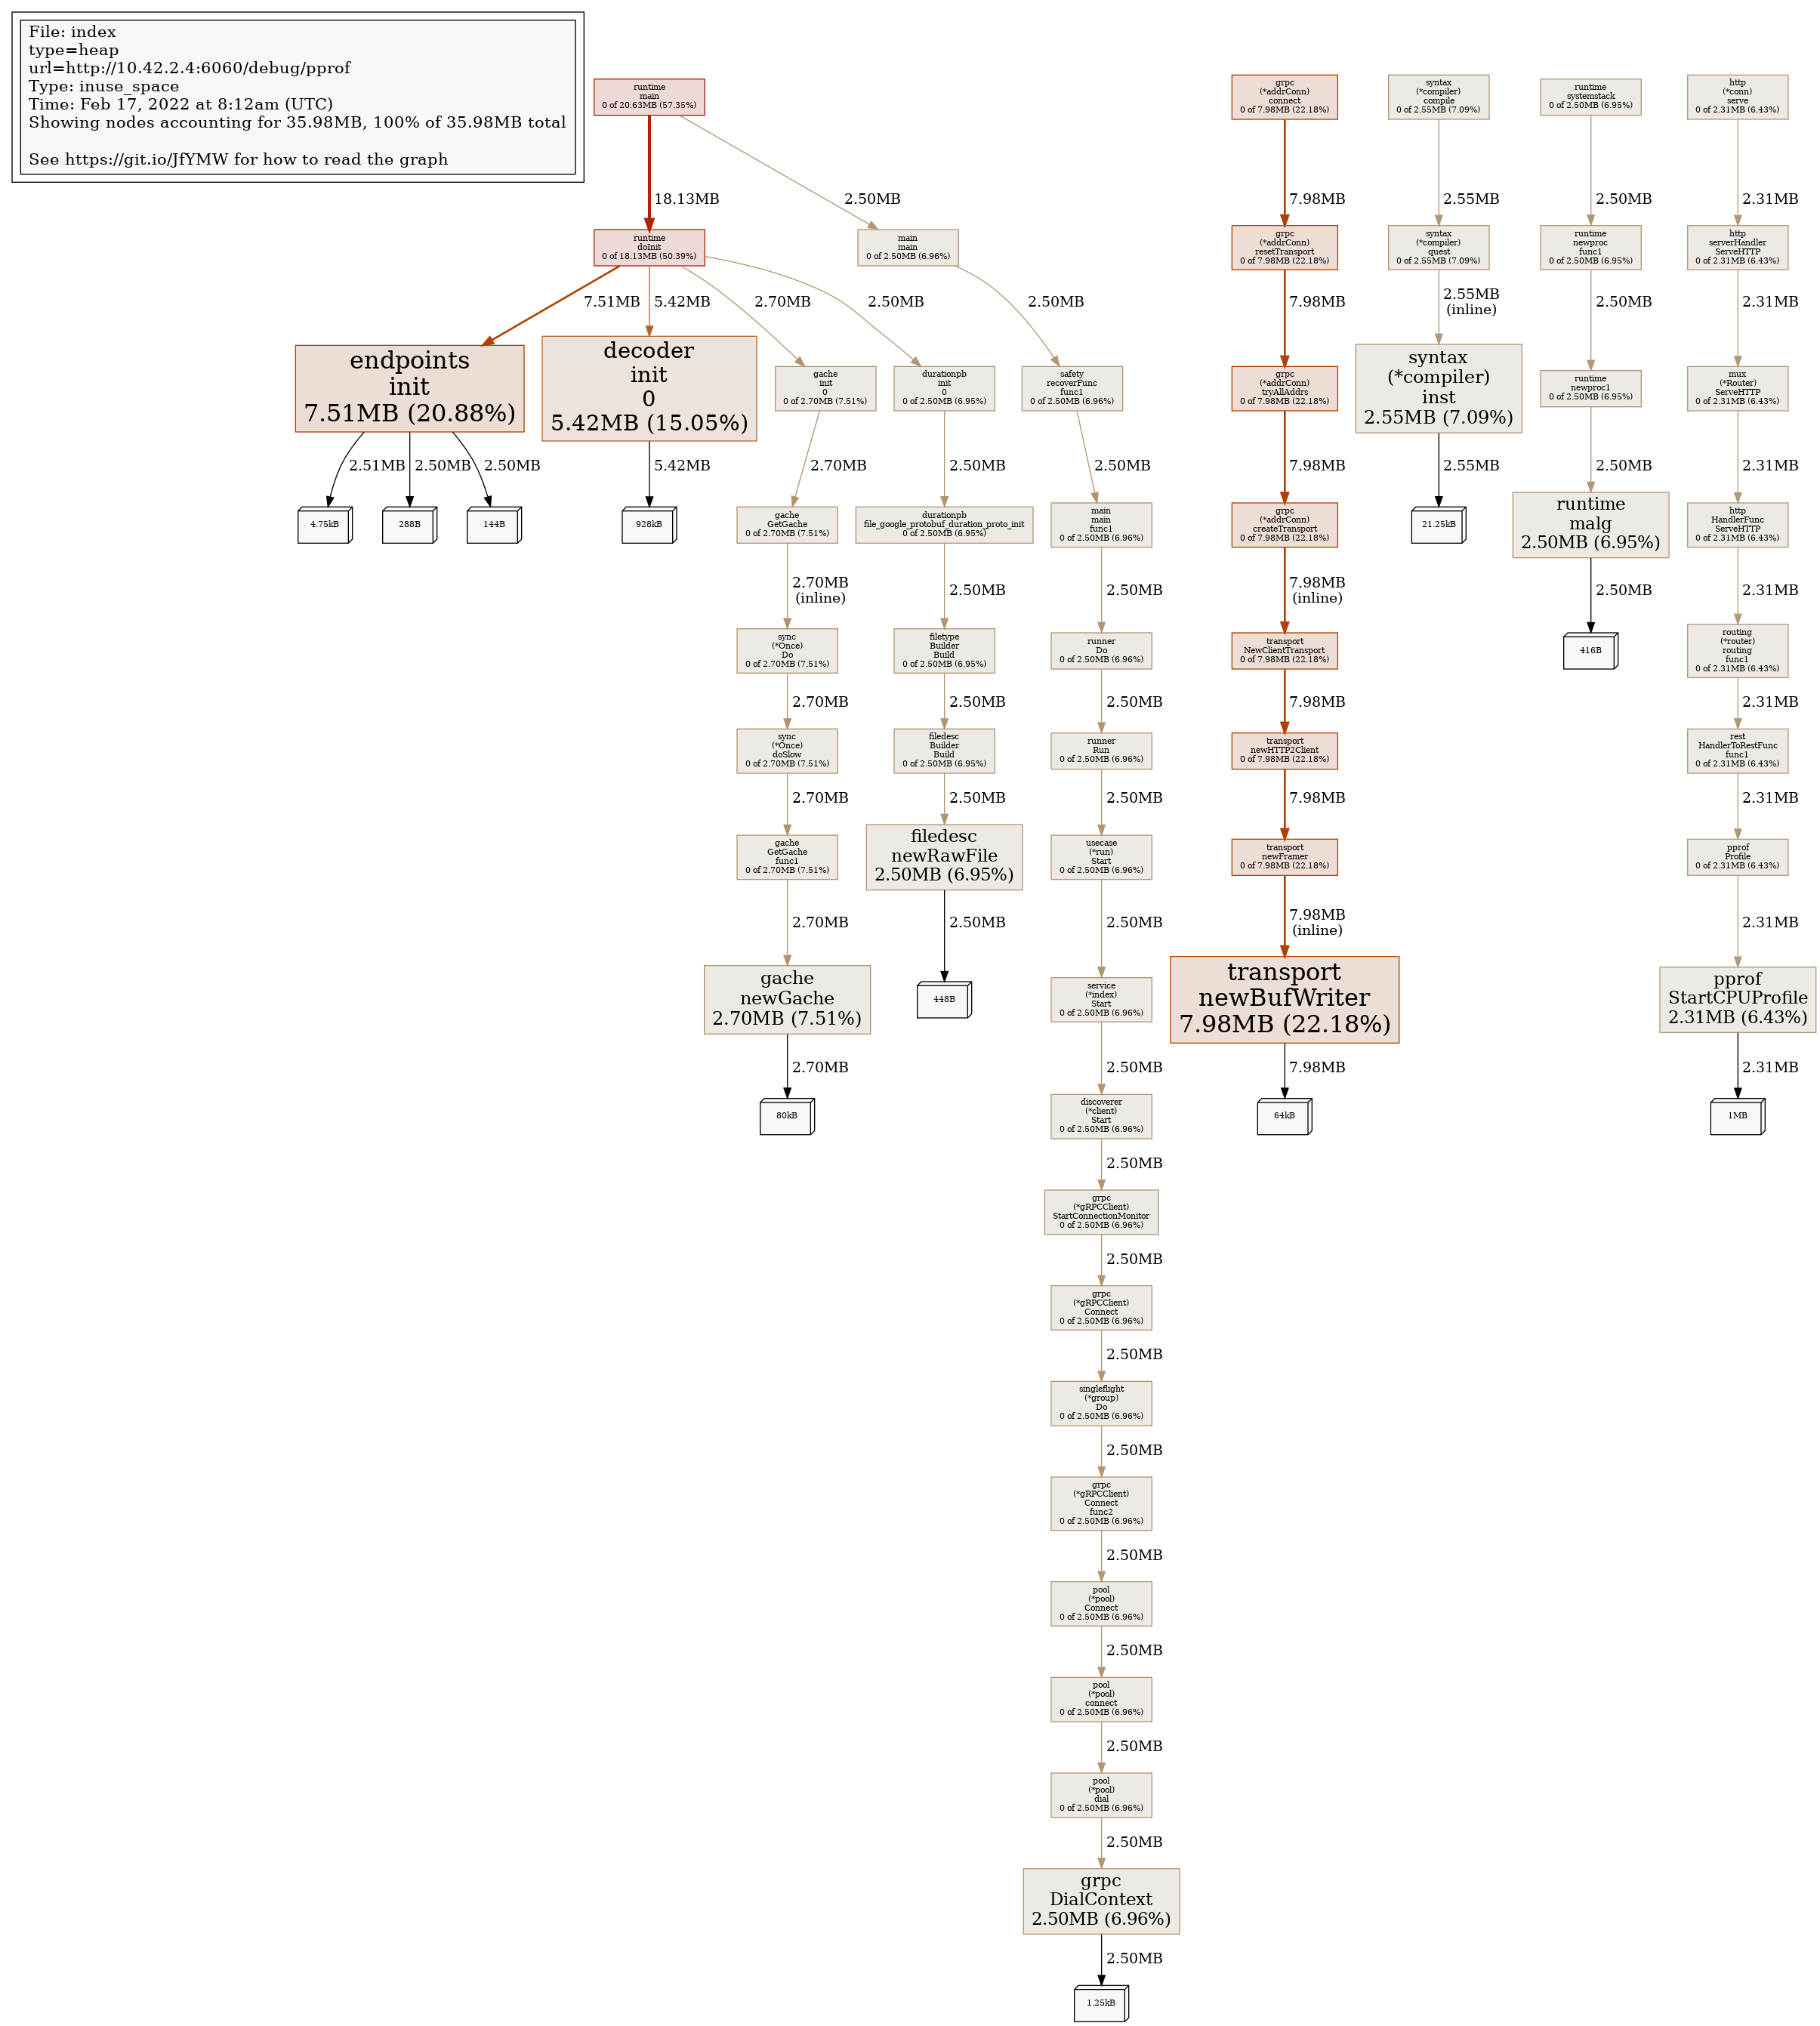 File: index
type=heap
url=http://10.42.2.4:6060/debug/pprof
Type: inuse_space
Time: Feb 17, 2022 at 8:12am (UTC)
Showing nodes accounting for 35.98MB, 100% of 35.98MB total
See https://git.io/JfYMW for how to read the graph
runtime
main
0 of 20.63MB (57.35%)
18.13MB
2.50MB
runtime
doInit
0 of 18.13MB (50.39%)
main
main
0 of 2.50MB (6.96%)
7.51MB
5.42MB
2.70MB
2.50MB
2.50MB
endpoints
init
7.51MB (20.88%)
2.51MB
2.50MB
2.50MB
4.75kB
288B
144B
decoder
init
0
5.42MB (15.05%)
5.42MB
928kB
gache
init
0
0 of 2.70MB (7.51%)
2.70MB
gache
GetGache
0 of 2.70MB (7.51%)
2.70MB
(inline)
sync
(*Once)
Do
0 of 2.70MB (7.51%)
2.70MB
sync
(*Once)
doSlow
0 of 2.70MB (7.51%)
2.70MB
gache
GetGache
func1
0 of 2.70MB (7.51%)
2.70MB
gache
newGache
2.70MB (7.51%)
2.70MB
80kB
durationpb
init
0
0 of 2.50MB (6.95%)
2.50MB
durationpb
file_google_protobuf_duration_proto_init
0 of 2.50MB (6.95%)
2.50MB
filetype
Builder
Build
0 of 2.50MB (6.95%)
2.50MB
filedesc
Builder
Build
0 of 2.50MB (6.95%)
2.50MB
filedesc
newRawFile
2.50MB (6.95%)
2.50MB
448B
safety
recoverFunc
func1
0 of 2.50MB (6.96%)
2.50MB
main
main
func1
0 of 2.50MB (6.96%)
2.50MB
runner
Do
0 of 2.50MB (6.96%)
2.50MB
runner
Run
0 of 2.50MB (6.96%)
2.50MB
usecase
(*run)
Start
0 of 2.50MB (6.96%)
2.50MB
service
(*index)
Start
0 of 2.50MB (6.96%)
2.50MB
discoverer
(*client)
Start
0 of 2.50MB (6.96%)
2.50MB
grpc
(*gRPCClient)
StartConnectionMonitor
0 of 2.50MB (6.96%)
2.50MB
grpc
(*gRPCClient)
Connect
0 of 2.50MB (6.96%)
2.50MB
singleflight
(*group)
Do
0 of 2.50MB (6.96%)
2.50MB
grpc
(*gRPCClient)
Connect
func2
0 of 2.50MB (6.96%)
2.50MB
pool
(*pool)
Connect
0 of 2.50MB (6.96%)
2.50MB
pool
(*pool)
connect
0 of 2.50MB (6.96%)
2.50MB
pool
(*pool)
dial
0 of 2.50MB (6.96%)
2.50MB
grpc
DialContext
2.50MB (6.96%)
2.50MB
1.25kB
grpc
(*addrConn)
connect
0 of 7.98MB (22.18%)
7.98MB
grpc
(*addrConn)
resetTransport
0 of 7.98MB (22.18%)
7.98MB
grpc
(*addrConn)
tryAllAddrs
0 of 7.98MB (22.18%)
7.98MB
grpc
(*addrConn)
createTransport
0 of 7.98MB (22.18%)
7.98MB
(inline)
transport
NewClientTransport
0 of 7.98MB (22.18%)
7.98MB
transport
newHTTP2Client
0 of 7.98MB (22.18%)
7.98MB
transport
newFramer
0 of 7.98MB (22.18%)
7.98MB
(inline)
transport
newBufWriter
7.98MB (22.18%)
7.98MB
64kB
syntax
(*compiler)
compile
0 of 2.55MB (7.09%)
2.55MB
syntax
(*compiler)
quest
0 of 2.55MB (7.09%)
2.55MB
(inline)
syntax
(*compiler)
inst
2.55MB (7.09%)
2.55MB
21.25kB
runtime
systemstack
0 of 2.50MB (6.95%)
2.50MB
runtime
newproc
func1
0 of 2.50MB (6.95%)
2.50MB
runtime
newproc1
0 of 2.50MB (6.95%)
2.50MB
runtime
malg
2.50MB (6.95%)
2.50MB
416B
http
(*conn)
serve
0 of 2.31MB (6.43%)
2.31MB
http
serverHandler
ServeHTTP
0 of 2.31MB (6.43%)
2.31MB
mux
(*Router)
ServeHTTP
0 of 2.31MB (6.43%)
2.31MB
http
HandlerFunc
ServeHTTP
0 of 2.31MB (6.43%)
2.31MB
routing
(*router)
routing
func1
0 of 2.31MB (6.43%)
2.31MB
rest
HandlerToRestFunc
func1
0 of 2.31MB (6.43%)
2.31MB
pprof
Profile
0 of 2.31MB (6.43%)
2.31MB
pprof
StartCPUProfile
2.31MB (6.43%)
2.31MB
1MB